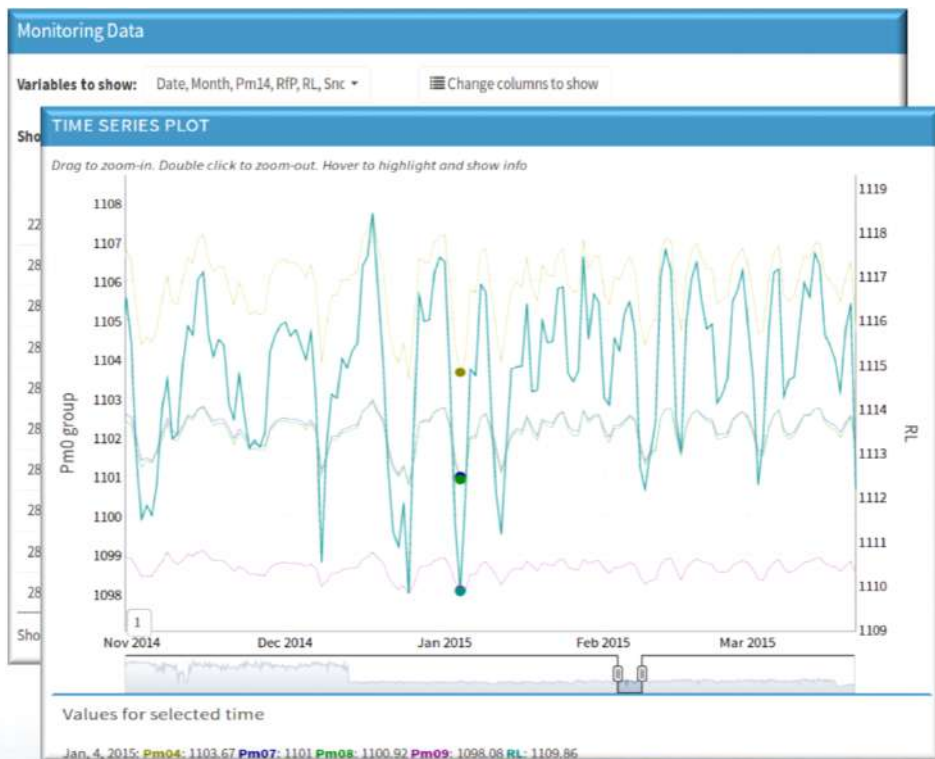 Monitoring Data
Variables to show: Date, Month, Pm14, RfP, RL, Snc
Change columns to show
Sho
TIME SERIES PLOT
Drag to zoom-in. Double click to zoom-out. Hover to highlight and show info
22
28
28
28
28
28
28
28
28
28
Sho
Pm0 group
1108
1107
1106
1105
1104
1103
1102
1101
1100
1099
1098
1119
1118
1117
1116
1115
1114
1113
1112
1111
1110
1109
RL
1
Nov 2014 Dec 2014 Jan 2015 Feb 2015 Mar 2015
Values for selected time
Jan, 4, 2015: Pm04: 1103.67 Pm07: 1101 Pm08: 1100.92 Pm09: 1098.08 RL: 1109.86